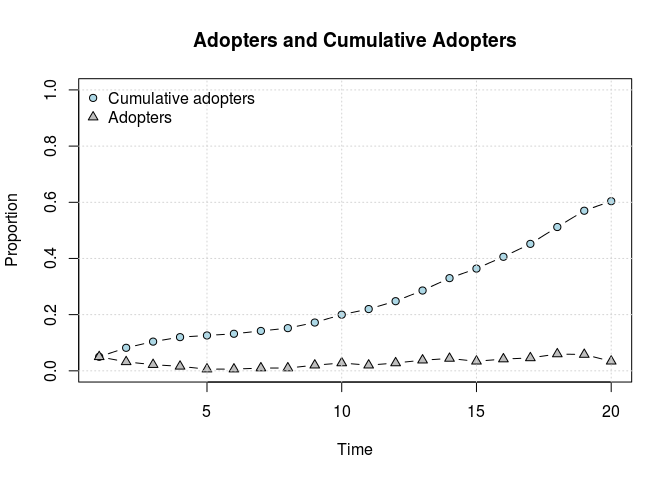 Adopters and Cumulative Adopters
Cumulative adopters
Adopters
Proportion
1.0
0.8
0.6
0.4
0.2
0.0
5 10 15 20
Time